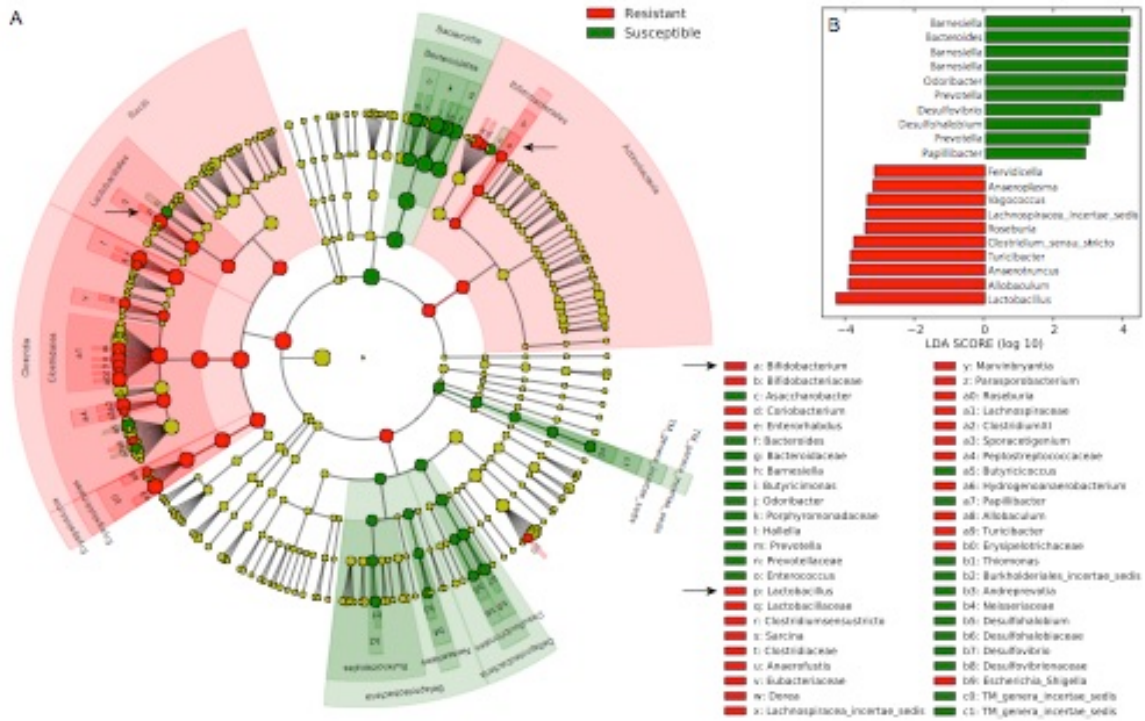 A
Resistant
Susceptible
B
Barnesiella
Bacteroides
Barnesiella
Barnesiella
Odoribacter
Prevotella
Desulfovibrio
Desulfohalobium
Prevotella
Papillibacter
Fervidicella
Anaeroplasma
Vagococcus
Lachnospiracea_incertae_sedis
Roseburia
Clostridium_sensu_stricto
Turicibacter
Anaerotruncus
Allobaculum
Lactobacillus
−4 −2 0 2 4
LDA SCORE (log 10)
Bacteroidia
Bacteroidales
Bifidobacteriales
Actinobacteria
Bacilli
Lactobacillales
Clostridia
Clostridiales
Burkholderiales
Neisseriales
Betaproteobacteria
Deltaproteobacteria
a: Bifidobacterium
b: Bifidobacteriaceae
c: Asaccharobacter
d: Coriobacterium
e: Enterorhabdus
f: Bacteroides
g: Bacteroidaceae
h: Barnesiella
i: Butyricimonas
j: Odoribacter
k: Porphyromonadaceae
l: Hallella
m: Prevotella
n: Prevotellaceae
o: Enterococcus
p: Lactobacillus
q: Lactobacillaceae
r: Clostridiumsensustricto
s: Sarcina
t: Clostridiaceae
u: Anaerofustis
v: Eubacteriaceae
w: Dorea
x: Lachnospiracea_incertae_sedis
y: Marvinbryantia
z: Parasporobacterium
a0: Roseburia
a1: Lachnospiraceae
a2: ClostridiumXI
a3: Sporacetigenium
a4: Peptostreptococcaceae
a5: Butyricicoccus
a6: Hydrogenoanaerobacterium
a7: Papillibacter
a8: Allobaculum
a9: Turicibacter
b0: Erysipelotrichaceae
b1: Thiomonas
b2: Burkholderiales_incertae_sedis
b3: Andreprevotia
b4: Neisseriaceae
b5: Desulfohalobium
b6: Desulfohalobiaceae
b7: Desulfovibrio
b8: Desulfovibrionaceae
b9: Escherichia_Shigella
c0: TM_genera_incertae_sedis
c1: TM_genera_incertae_sedis